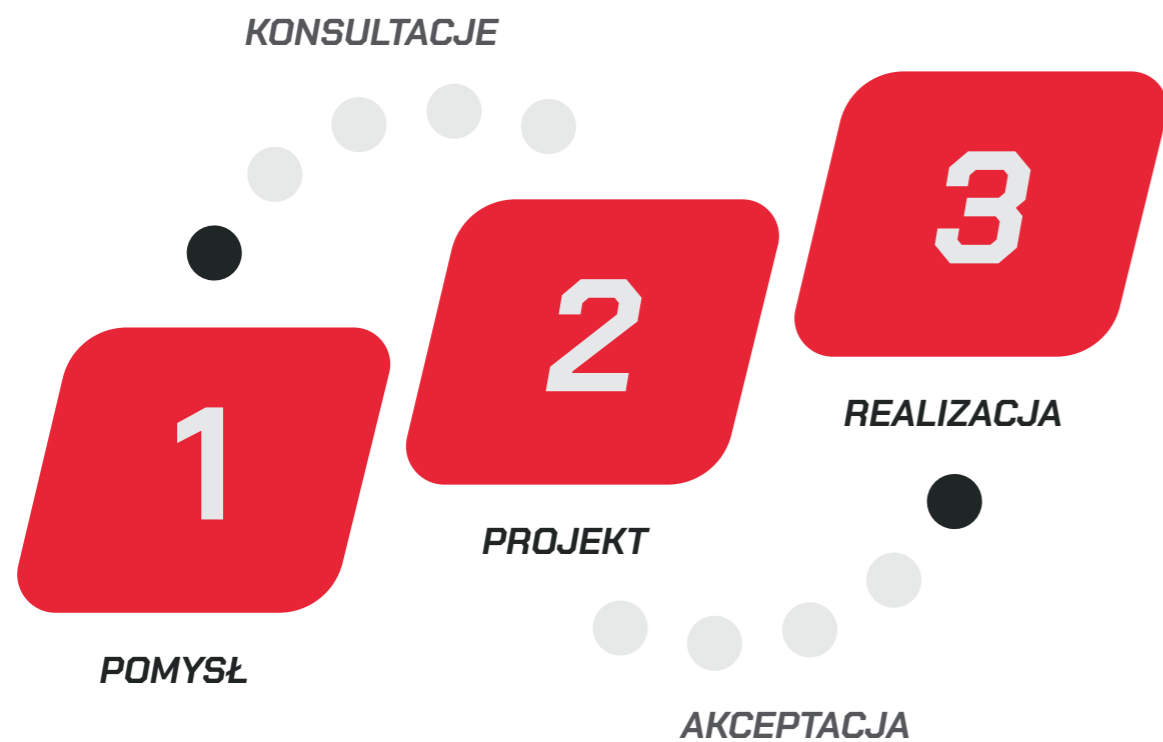 KONSULTACJE
3
2
REALIZACJA
1
PROJEKT
POMYSŁ
AKCEPTACJA